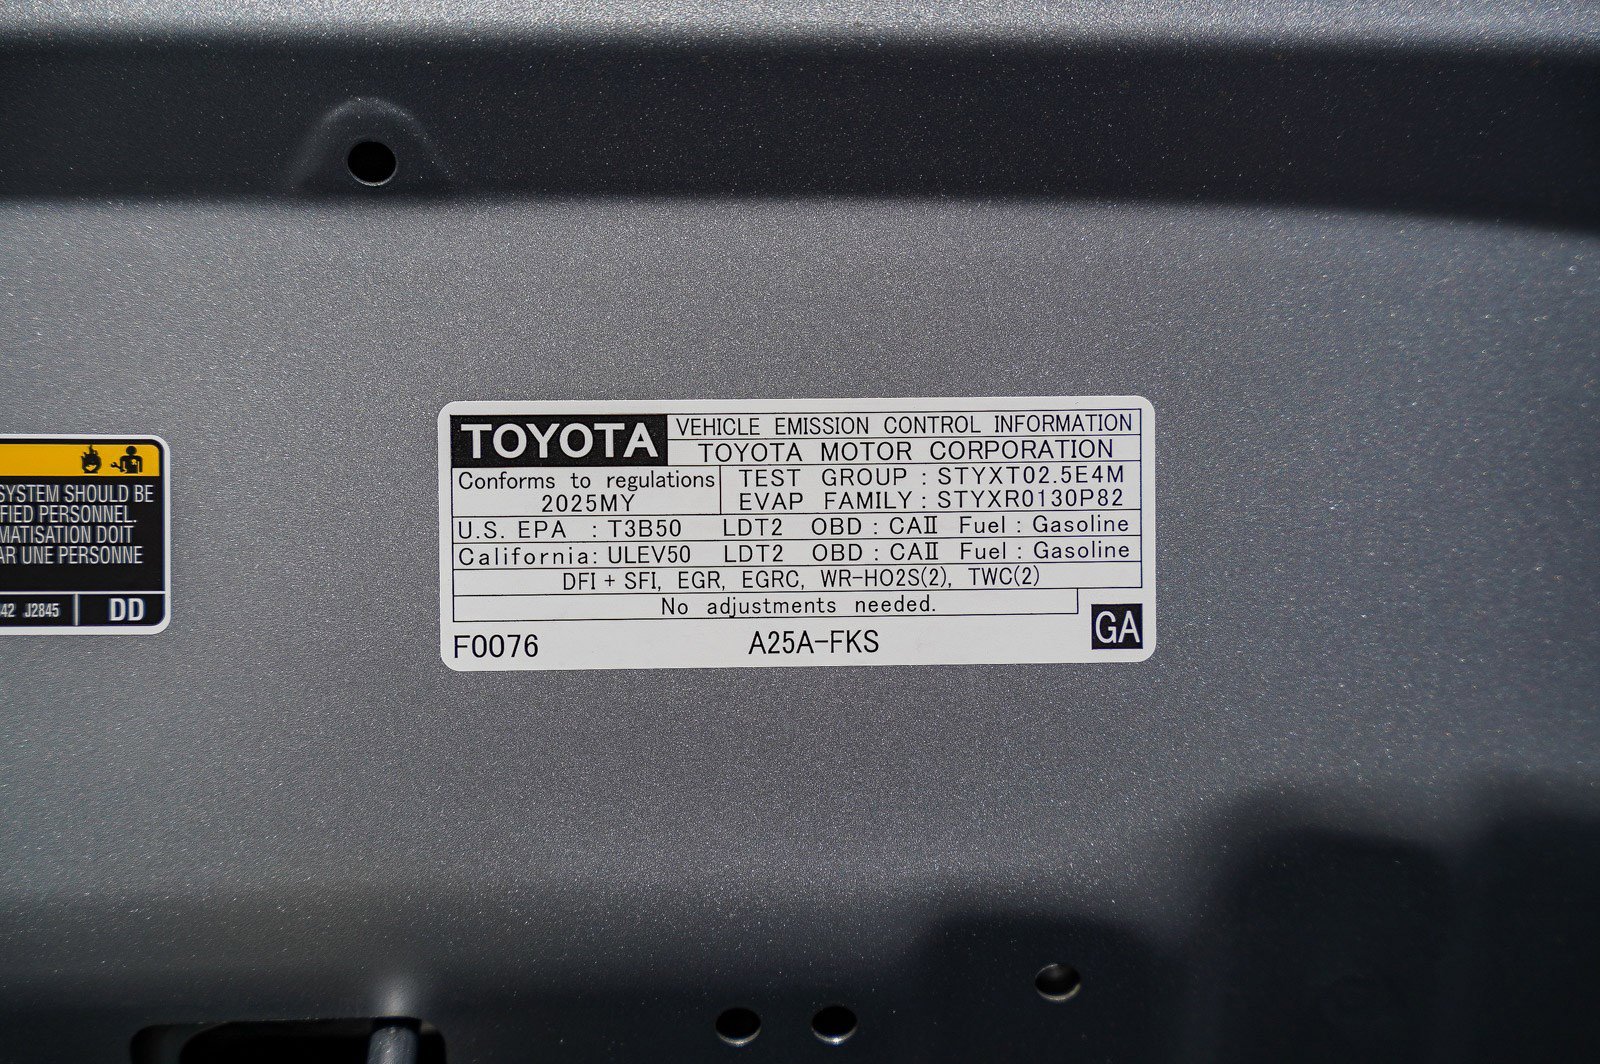 TOYOTA
VEHICLE EMISSION CONTROL INFORMATION
TOYOTA MOTOR CORPORATION
Conforms to regulations
2025MY
TEST GROUP : STYXT02.5E4M
EVAP FAMILY : STYXR0130P82
U.S. EPA : T3B50 LDT2 OBD : CAⅡ Fuel : Gasoline
California: ULEV50 LDT2 OBD : CAⅡ Fuel : Gasoline
DFI + SFI, EGR, EGRC, WR-HO2S(2), TWC(2)
No adjustments needed.
F0076 A25A-FKS GA
SYSTEM SHOULD BE
FIED PERSONNEL.
MATISATION DOIT
AR UNE PERSONNE
42 J2845 DD